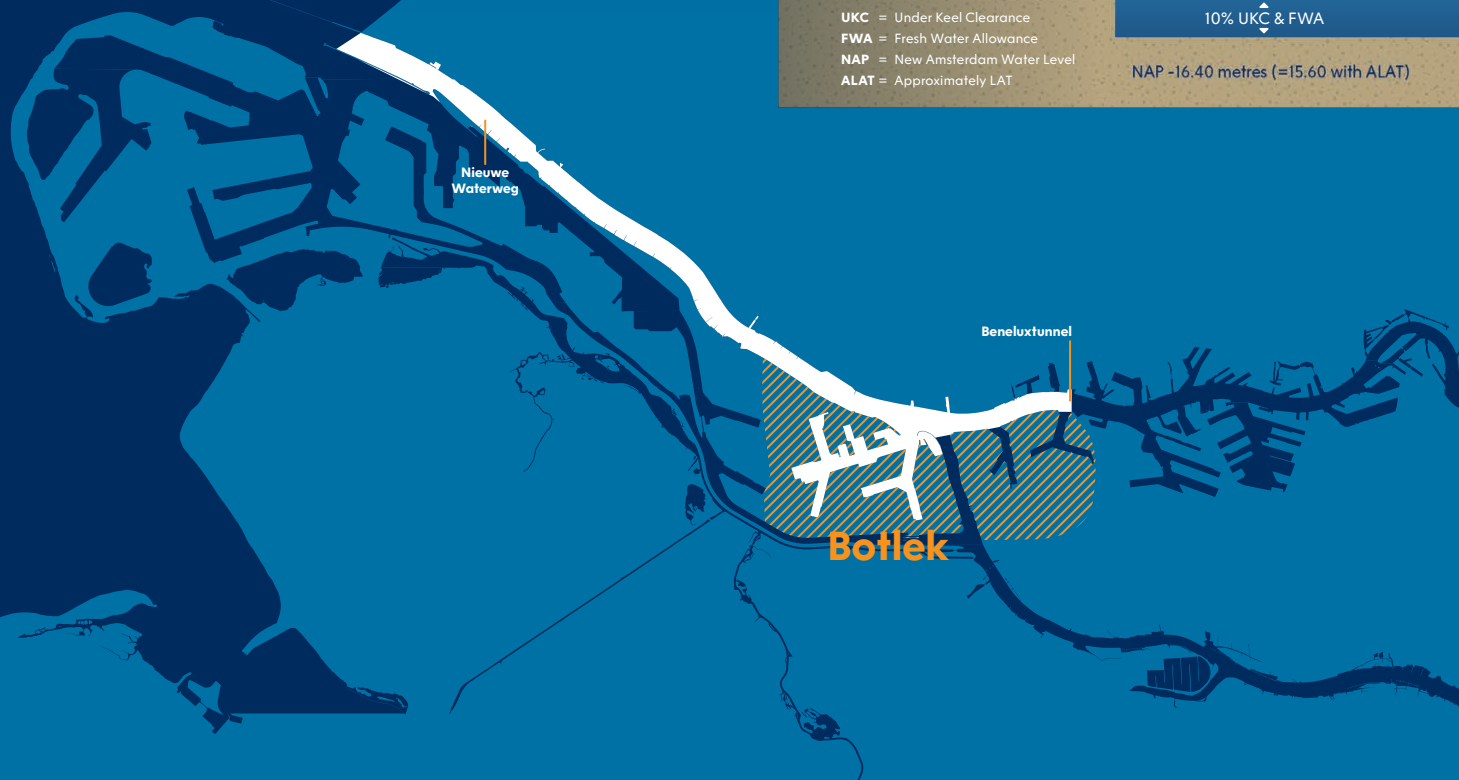 UKC = Under Keel Clearance
FWA = Fresh Water Allowance
NAP = New Amsterdam Water Level
ALAT = Approximately LAT
10% UKC & FWA
NAP -16.40 metres (=15.60 with ALAT)
Nieuwe
Waterweg
Beneluxtunnel
Botlek